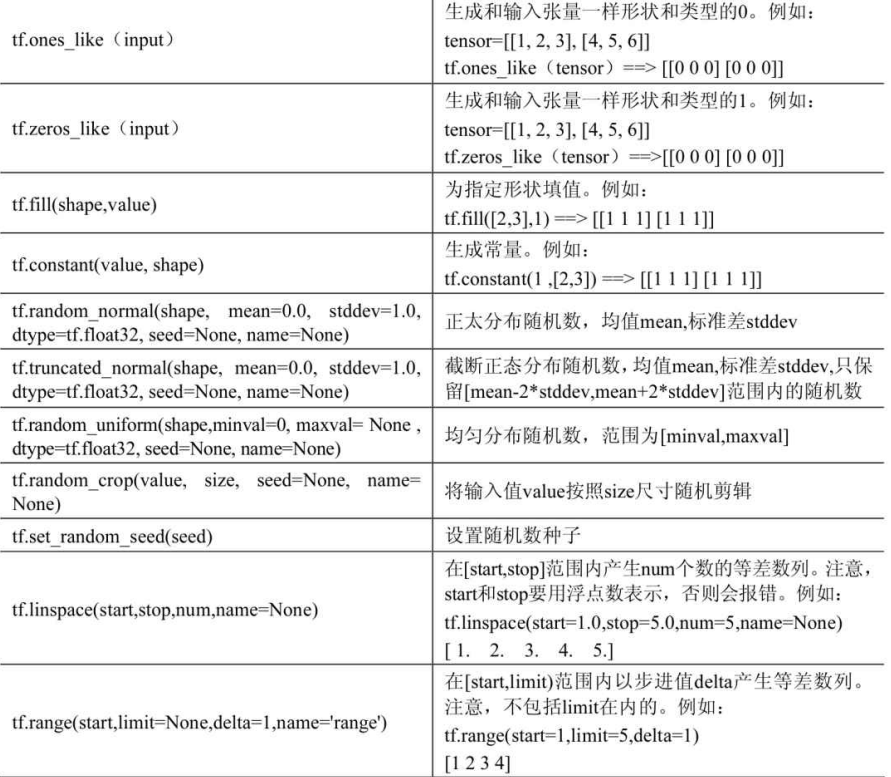 tf.ones_like（input）
生成和输入张量一样形状和类型的0。例如：
tensor=[[1, 2, 3], [4, 5, 6]]
tf.ones_like（tensor）==> [[0 0 0] [0 0 0]]
tf.zeros_like（input）
生成和输入张量一样形状和类型的1。例如：
tensor=[[1, 2, 3], [4, 5, 6]]
tf.zeros_like（tensor）==>[[0 0 0] [0 0 0]]
tf.fill(shape,value)
为指定形状填值。例如：
tf.fill([2,3],1) ==> [[1 1 1] [1 1 1]]
tf.constant(value, shape)
生成常量。例如：
tf.constant(1 ,[2,3]) ==> [[1 1 1] [1 1 1]]
tf.random_normal(shape, mean=0.0, stddev=1.0,
dtype=tf.float32, seed=None, name=None)
正太分布随机数，均值mean,标准差stddev
tf.truncated_normal(shape, mean=0.0, stddev=1.0,
dtype=tf.float32, seed=None, name=None)
截断正态分布随机数，均值mean,标准差stddev,只保
留[mean-2*stddev,mean+2*stddev]范围内的随机数
tf.random_uniform(shape,minval=0, maxval= None ,
dtype=tf.float32, seed=None, name=None)
均匀分布随机数，范围为[minval,maxval]
tf.random_crop(value, size, seed=None, name=
None)
将输入值value按照size尺寸随机剪辑
tf.set_random_seed(seed)
设置随机数种子
tf.linspace(start,stop,num,name=None)
在[start,stop]范围内产生num个数的等差数列。注意，
start和stop要用浮点数表示，否则会报错。例如：
tf.linspace(start=1.0,stop=5.0,num=5,name=None)
[ 1. 2. 3. 4. 5.]
tf.range(start,limit=None,delta=1,name='range')
在[start,limit)范围内以步进值delta产生等差数列。
注意，不包括limit在内的。例如：
tf.range(start=1,limit=5,delta=1)
[1 2 3 4]